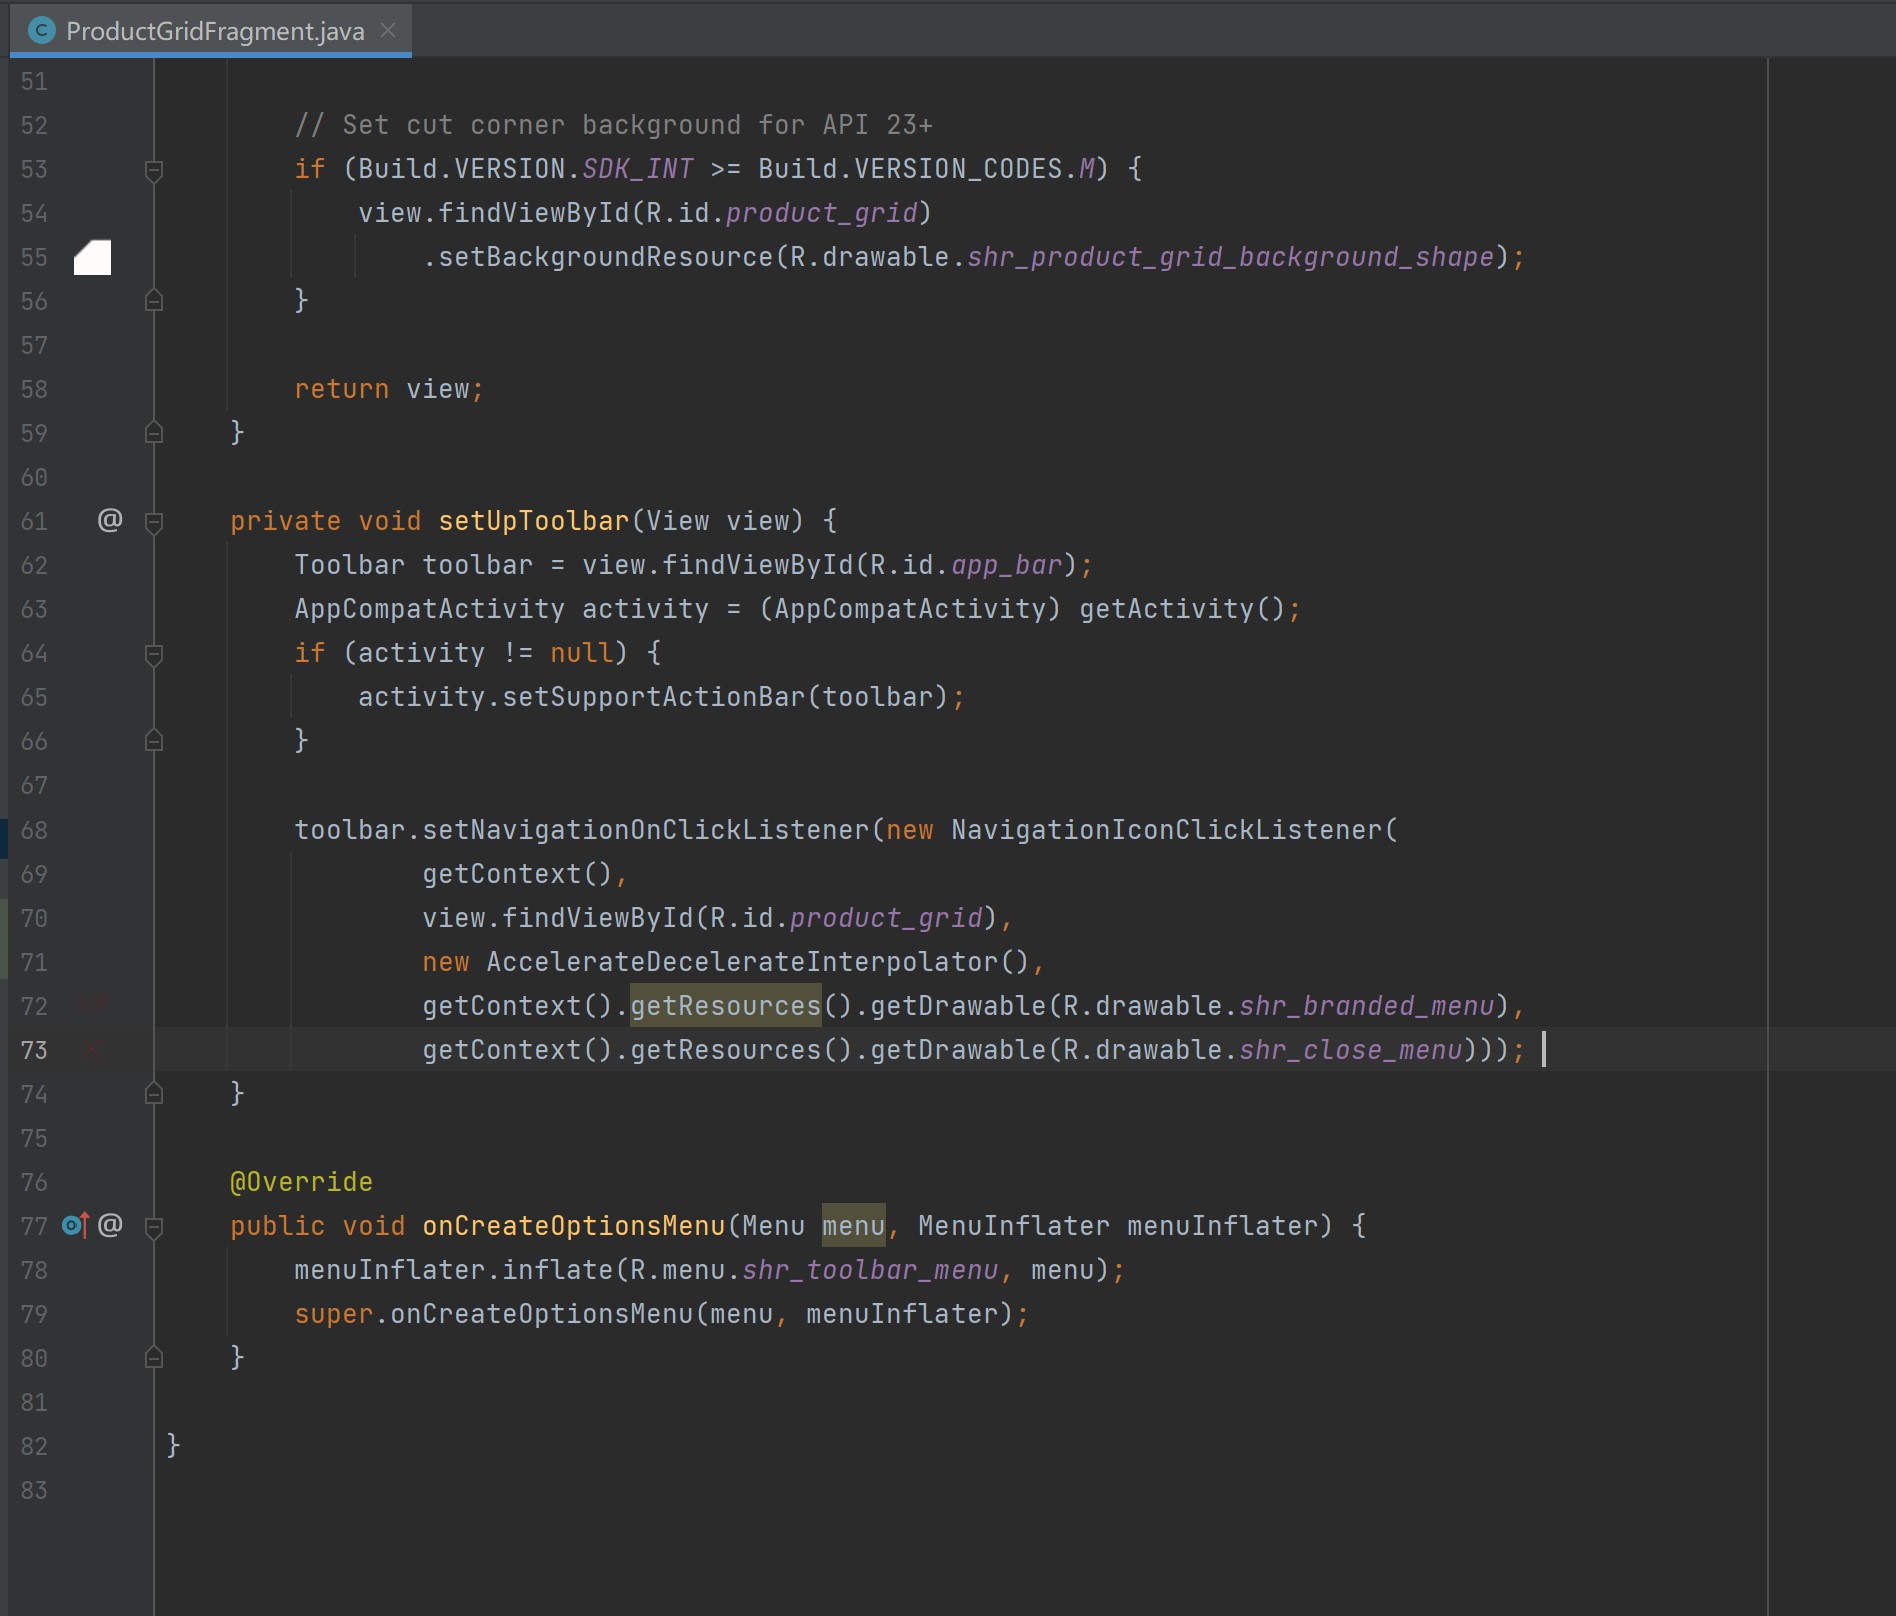 ProductGridFragment.java
51
52 // Set cut corner background for API 23+
53 if (Build.VERSION.SDK_INT >= Build.VERSION_CODES.M) {
54 view.findViewById(R.id.product_grid)
55 .setBackgroundResource(R.drawable.shr_product_grid_background_shape);
56 }
57
58 return view;
59 }
60
61 @ private void setUpToolbar(View view) {
62 Toolbar toolbar = view.findViewById(R.id.app_bar);
63 AppCompatActivity activity = (AppCompatActivity) getActivity();
64 if (activity != null) {
65 activity.setSupportActionBar(toolbar);
66 }
67
68 toolbar.setNavigationOnClickListener(new NavigationIconClickListener(
69 getContext(),
70 view.findViewById(R.id.product_grid),
71 new AccelerateDecelerateInterpolator(),
72 getContext().getResources().getDrawable(R.drawable.shr_branded_menu),
73 getContext().getResources().getDrawable(R.drawable.shr_close_menu)));
74 }
75
76 @Override
77 @ public void onCreateOptionsMenu(Menu menu, MenuInflater menuInflater) {
78 menuInflater.inflate(R.menu.shr_toolbar_menu, menu);
79 super.onCreateOptionsMenu(menu, menuInflater);
80 }
81
82 }
83